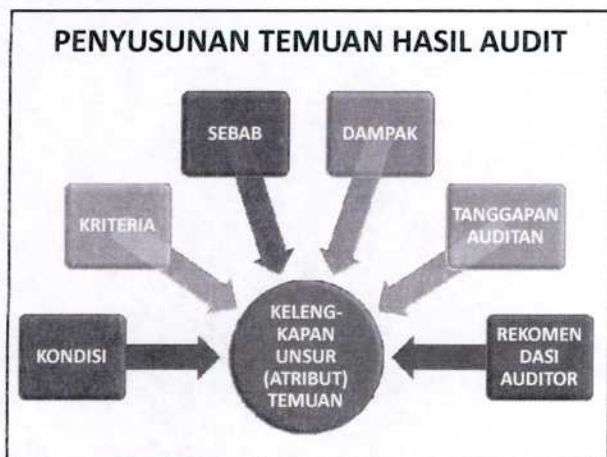 PENYUSUNAN TEMUAN HASIL AUDIT
SEBAB
DAMPAK
KRITERIA
TANGGAPAN
AUDITAN
KONDISI
KELENG-
KAPAN
UNSUR
(ATRIBUT)
TEMUAN
REKOMEN
DASI
AUDITOR